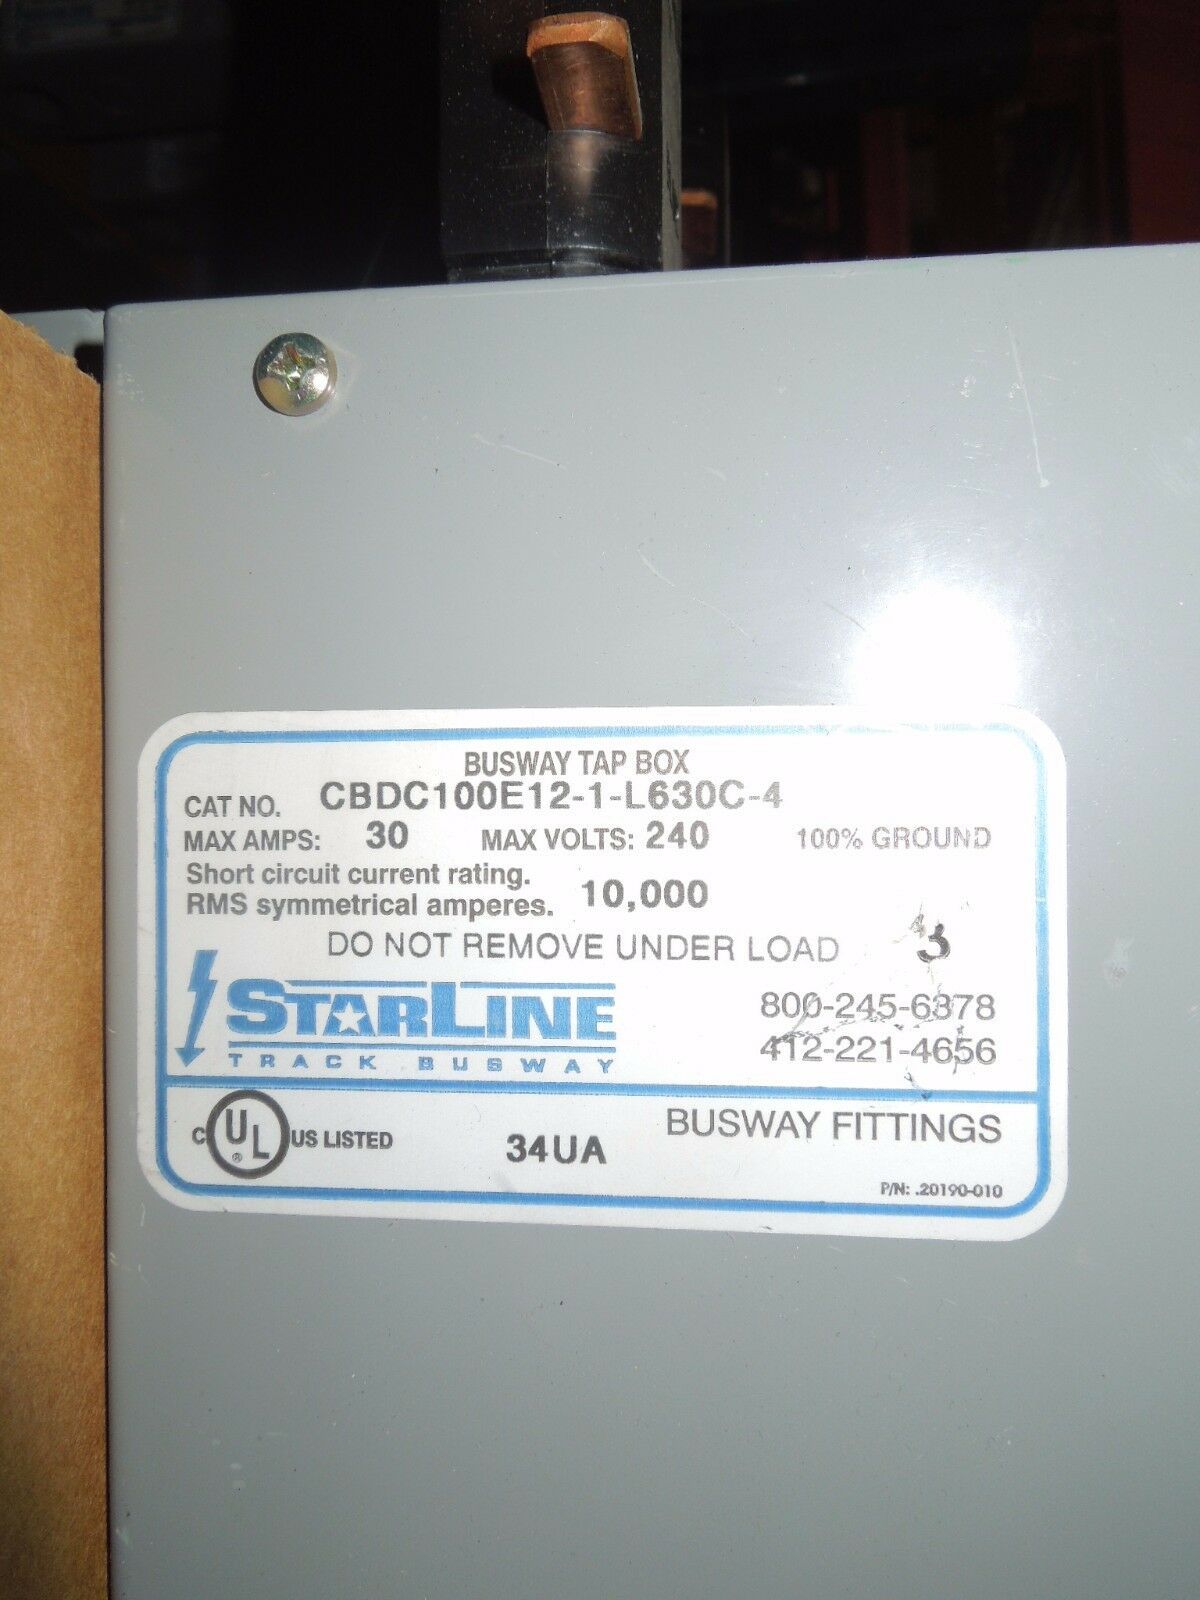 BUSWAY TAP BOX
CAT NO. CBDC100E12-1-L630C-4
MAX AMPS: 30 MAX VOLTS: 240 100% GROUND
Short circuit current rating.
RMS symmetrical amperes. 10,000
DO NOT REMOVE UNDER LOAD 3
STARLINE 800-245-6378
TRACK BUSWAY 412-221-4656
C UL ® US LISTED 34UA BUSWAY FITTINGS
P/N: .20190-010